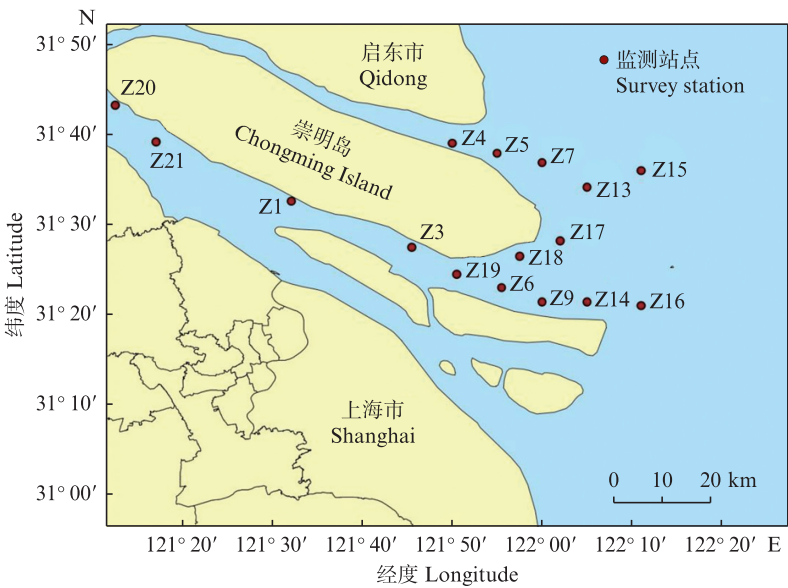 N
31° 50′
31° 40′
31° 30′
31° 20′
31° 10′
31° 00′
纬度 Latitude
启东市
Qidong
监测站点
Survey station
崇明岛
Chongming Island
Z20
Z21
Z4
Z5
Z7
Z15
Z13
Z1
Z3
Z17
Z18
Z19
Z6
Z9
Z14
Z16
上海市
Shanghai
0 10 20 km
121° 20′ 121° 30′ 121° 40′ 121° 50′ 122° 00′ 122° 10′ 122° 20′ E
经度 Longitude